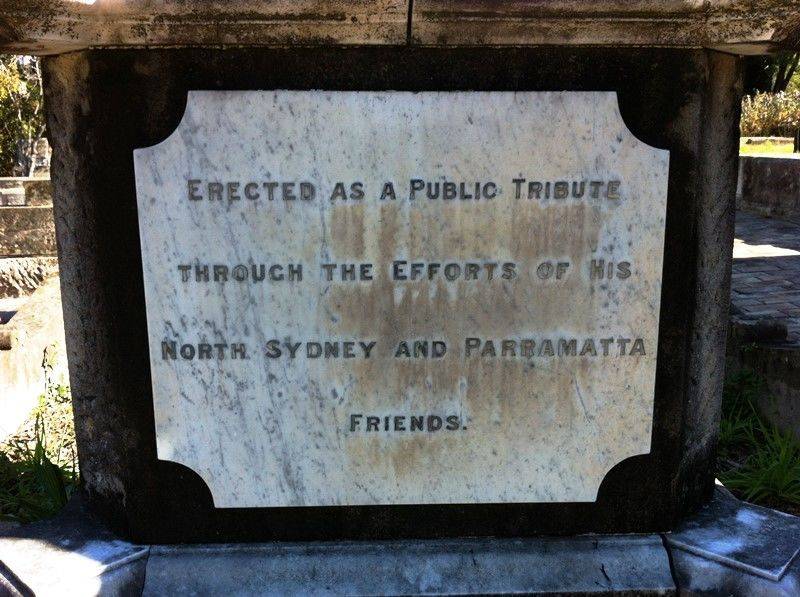 ERECTED AS A PUBLIC TRIBUTE
THROUGH THE EFFORTS OF HIS
NORTH SYDNEY AND PARRAMATTA
FRIENDS.